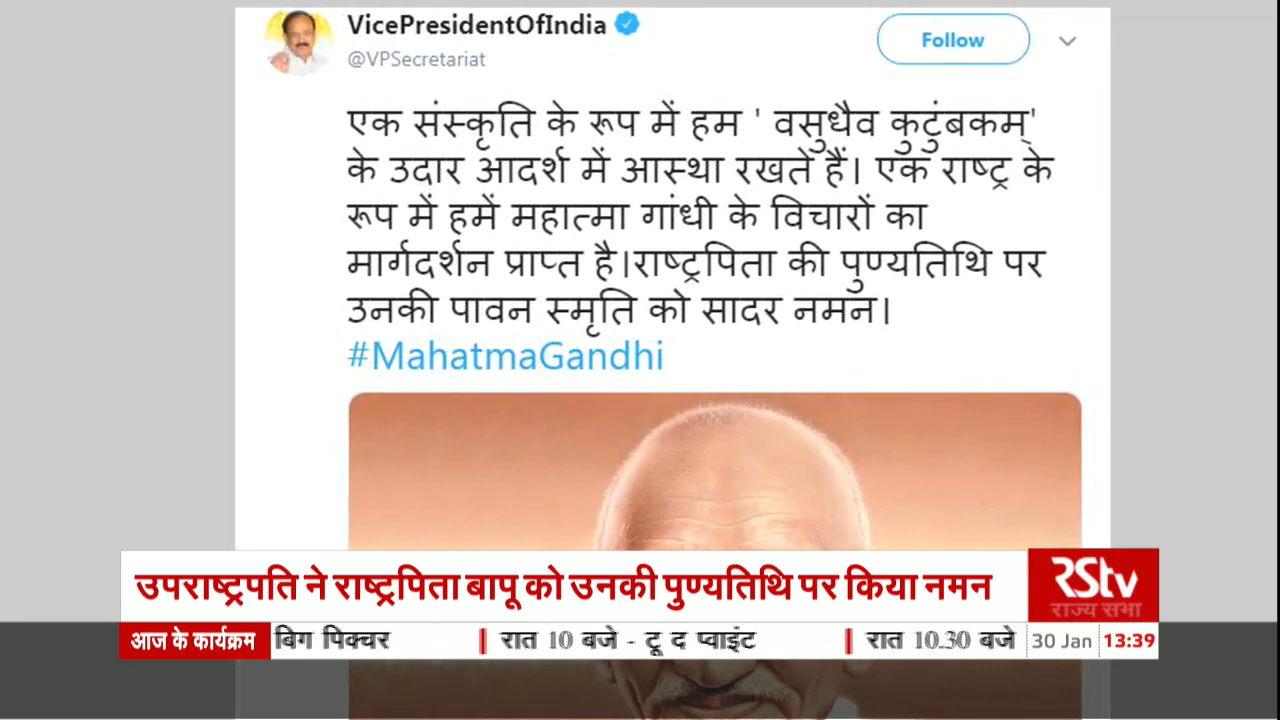 VicePresidentOfIndia
@VPSecretariat
Follow
एक संस्कृति के रूप में हम ' वसुधैव कुटुंबकम्'
के उदार आदर्श में आस्था रखते हैं। एक राष्ट्र के
रूप में हमें महात्मा गांधी के विचारों का
मार्गदर्शन प्राप्त है।राष्ट्रपिता की पुण्यतिथि पर
उनकी पावन स्मृति को सादर नमन।
#MahatmaGandhi
उपराष्ट्रपति ने राष्ट्रपिता बापू को उनकी पुण्यतिथि पर किया नमन
RStv
राज्य सभा
आज के कार्यक्रम बिग पिक्चर | रात 10 बजे - टू द प्वाइंट | रात 10.30 बजे 30 Jan 13:39